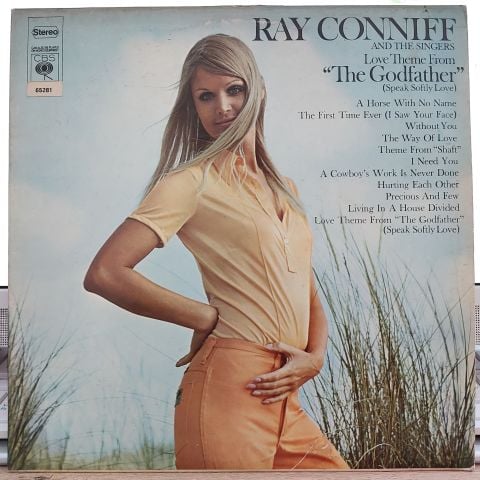 Stereo
CBS
65281
RAY CONNIFF
AND THE SINGERS
Love Theme From
“The Godfather”
(Speak Softly Love)
A Horse With No Name
The First Time Ever (I Saw Your Face)
Without You
The Way Of Love
Theme From “Shaft”
I Need You
A Cowboy's Work Is Never Done
Hurting Each Other
Precious And Few
Living In A House Divided
Love Theme From “The Godfather”
(Speak Softly Love)